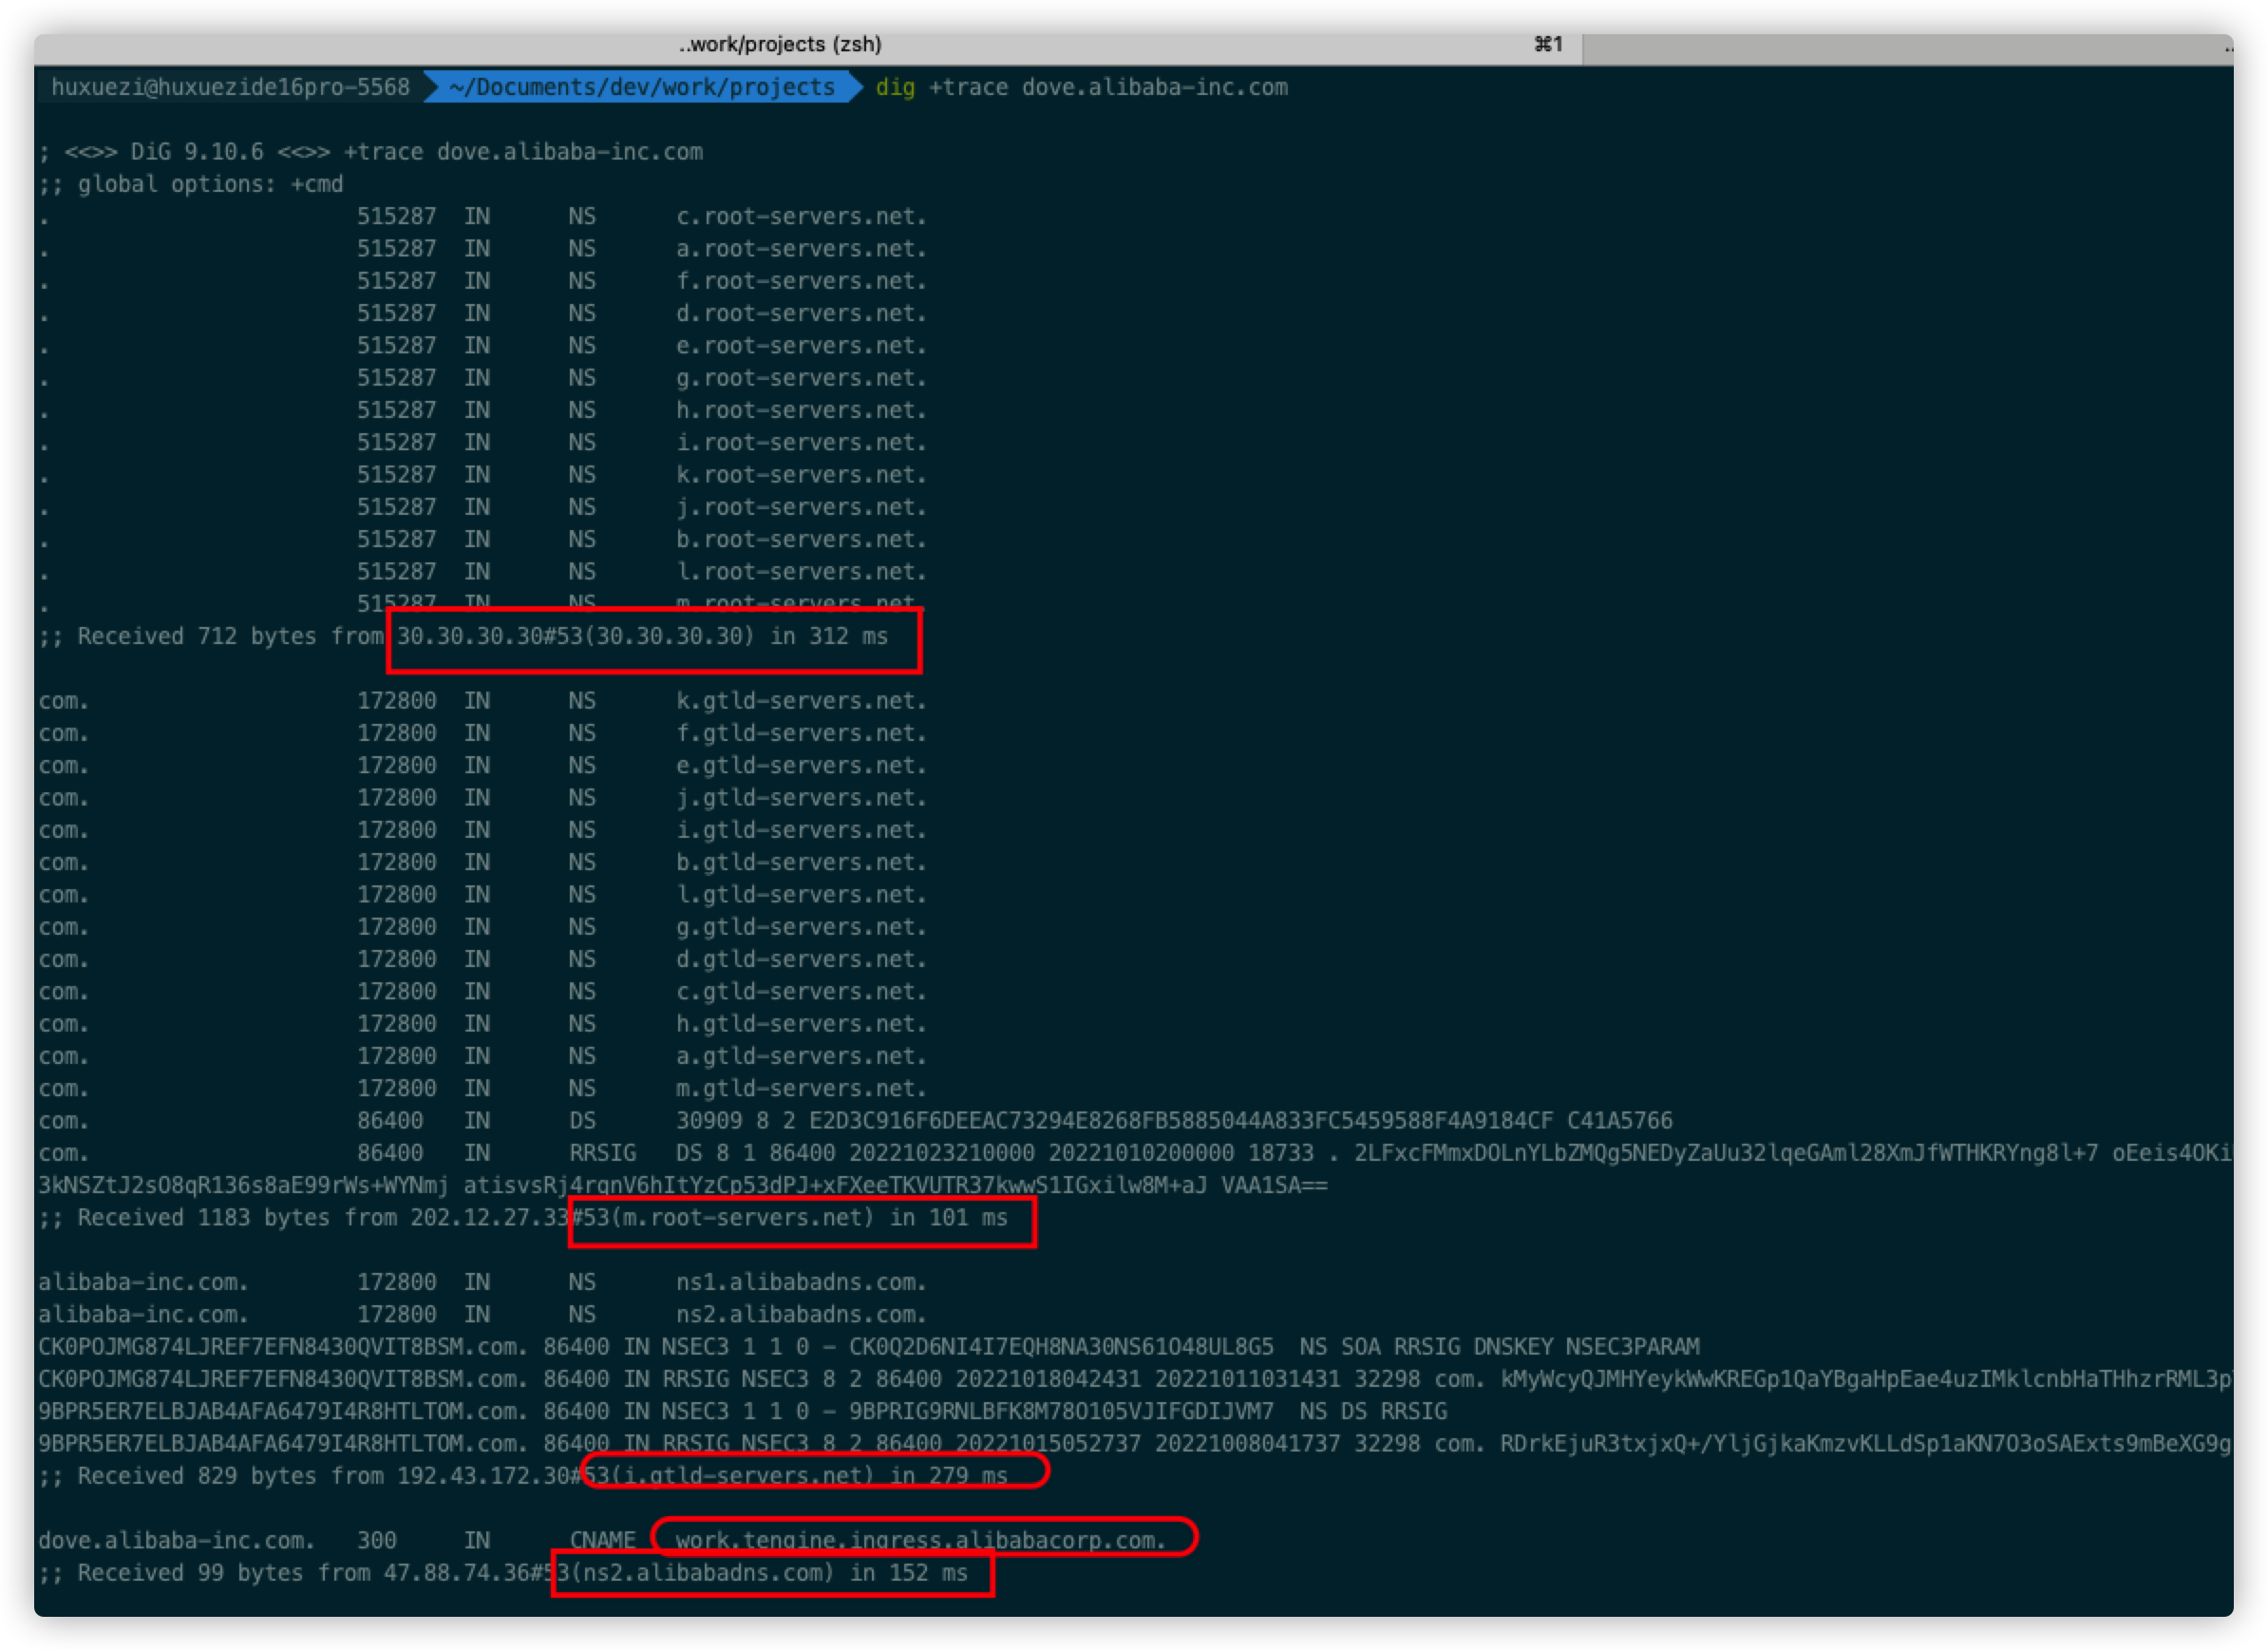 ..work/projects (zsh) ⌘1 ..
huxuezi@huxuezide16pro-5568 ~/Documents/dev/work/projects dig +trace dove.alibaba-inc.com
; <<>> DiG 9.10.6 <<>> +trace dove.alibaba-inc.com
;; global options: +cmd
. 515287 IN NS c.root-servers.net.
. 515287 IN NS a.root-servers.net.
. 515287 IN NS f.root-servers.net.
. 515287 IN NS d.root-servers.net.
. 515287 IN NS e.root-servers.net.
. 515287 IN NS g.root-servers.net.
. 515287 IN NS h.root-servers.net.
. 515287 IN NS i.root-servers.net.
. 515287 IN NS k.root-servers.net.
. 515287 IN NS j.root-servers.net.
. 515287 IN NS b.root-servers.net.
. 515287 IN NS l.root-servers.net.
. 515287 IN NS m.root-servers.net.
;; Received 712 bytes from 30.30.30.30#53(30.30.30.30) in 312 ms
com. 172800 IN NS k.gtld-servers.net.
com. 172800 IN NS f.gtld-servers.net.
com. 172800 IN NS e.gtld-servers.net.
com. 172800 IN NS j.gtld-servers.net.
com. 172800 IN NS i.gtld-servers.net.
com. 172800 IN NS b.gtld-servers.net.
com. 172800 IN NS l.gtld-servers.net.
com. 172800 IN NS g.gtld-servers.net.
com. 172800 IN NS d.gtld-servers.net.
com. 172800 IN NS c.gtld-servers.net.
com. 172800 IN NS h.gtld-servers.net.
com. 172800 IN NS a.gtld-servers.net.
com. 172800 IN NS m.gtld-servers.net.
com. 86400 IN DS 30909 8 2 E2D3C916F6DEEAC73294E8268FB5885044A833FC5459588F4A9184CF C41A5766
com. 86400 IN RRSIG DS 8 1 86400 20221023210000 20221010200000 18733 . 2LFxcFMmxDOLnYLbZMQg5NEDyZaUu32lqeGAml28XmJfWTHKRYng8l+7 oEeis4OKi
3kNSZtJ2sO8qR136s8aE99rWs+WYNmj atisvsRj4rqnV6hItYzCp53dPJ+xFXeeTKVUTR37kwwS1IGxilw8M+aJ VAA1SA==
;; Received 1183 bytes from 202.12.27.33#53(m.root-servers.net) in 101 ms
alibaba-inc.com. 172800 IN NS ns1.alibabadns.com.
alibaba-inc.com. 172800 IN NS ns2.alibabadns.com.
CK0POJMG874LJREF7EFN8430QVIT8BSM.com. 86400 IN NSEC3 1 1 0 - CK0Q2D6NI4I7EQH8NA30NS61O48UL8G5 NS SOA RRSIG DNSKEY NSEC3PARAM
CK0POJMG874LJREF7EFN8430QVIT8BSM.com. 86400 IN RRSIG NSEC3 8 2 86400 20221018042431 20221011031431 32298 com. kMyWcyQJMHYeykWwKREGp1QaYBgaHpEae4uzIMklcnbHaTHhzrRML3p
9BPR5ER7ELBJAB4AFA6479I4R8HTLTOM.com. 86400 IN NSEC3 1 1 0 - 9BPRIG9RNLBFK8M78O105VJIFGDIJVM7 NS DS RRSIG
9BPR5ER7ELBJAB4AFA6479I4R8HTLTOM.com. 86400 IN RRSIG NSEC3 8 2 86400 20221015052737 20221008041737 32298 com. RDrkEjuR3txjxQ+/YljGjkaKmzvKLLdSp1aKN7O3oSAExts9mBeXG9g
;; Received 829 bytes from 192.43.172.30#53(i.gtld-servers.net) in 279 ms
dove.alibaba-inc.com. 300 IN CNAME work.tengine.ingress.alibabacorp.com.
;; Received 99 bytes from 47.88.74.36#53(ns2.alibabadns.com) in 152 ms